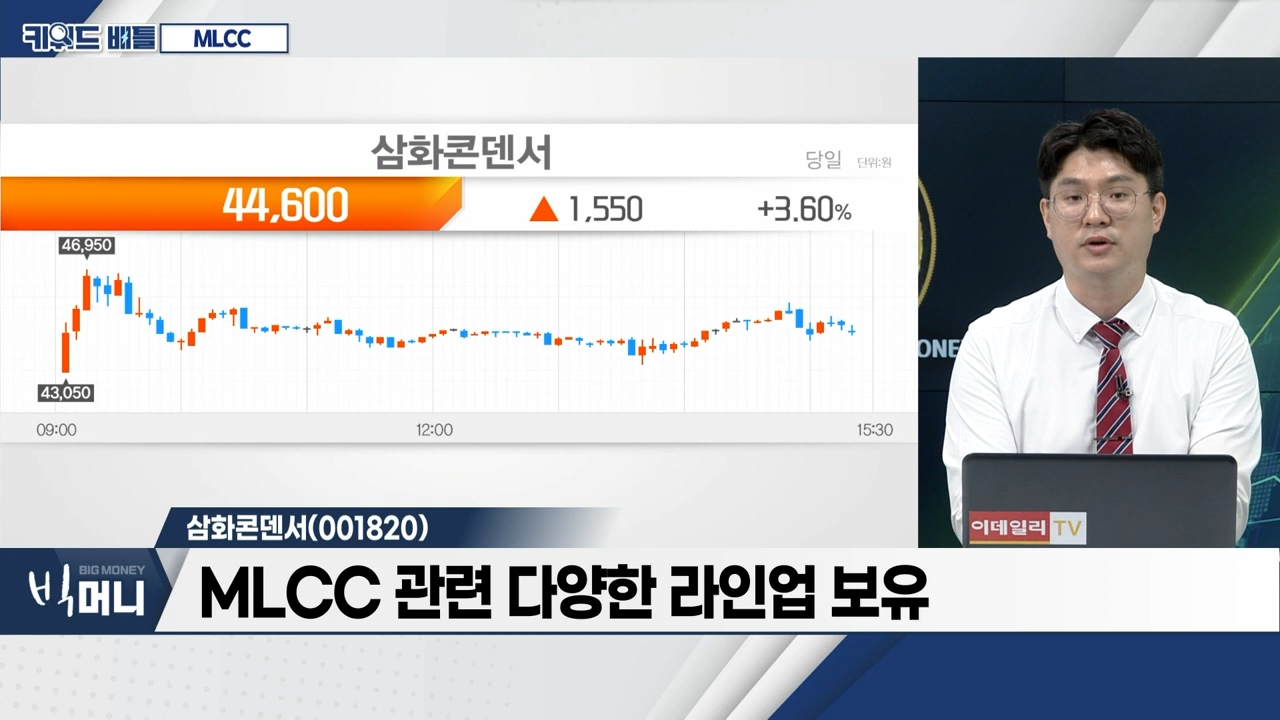 키워드 배틀 MLCC
삼화콘덴서
당일 단위:원
44,600 ▲ 1,550 +3.60%
46,950
43,050
09:00 12:00 15:30
ONE
이데일리TV
삼화콘덴서(001820)
BIG MONEY
빅머니
MLCC 관련 다양한 라인업 보유